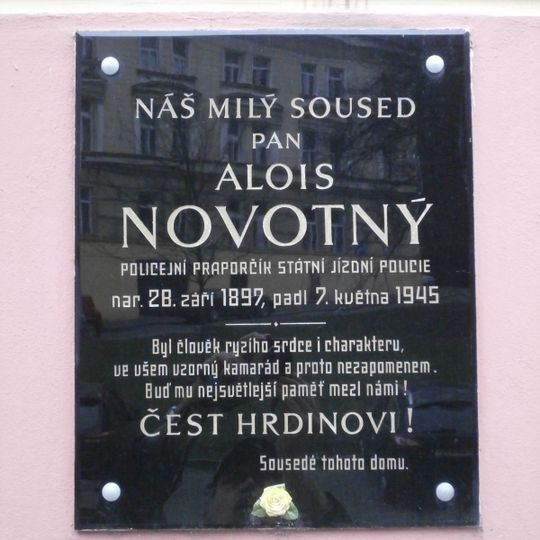 NÁŠ MILÝ SOUSED
PAN
ALOIS
NOVOTNÝ
POLICEJNÍ PRAPORČÍK STÁTNÍ JÍZDNÍ POLICIE
nar. 28. září 1897, padl 7. května 1945
Byl člověk ryzího srdce i charakteru,
ve všem vzorný kamarád a proto nezapomenem.
Buď mu nejsvětlejší paměť mezi námi!
ČEST HRDINOVI!
Sousedé tohoto domu.